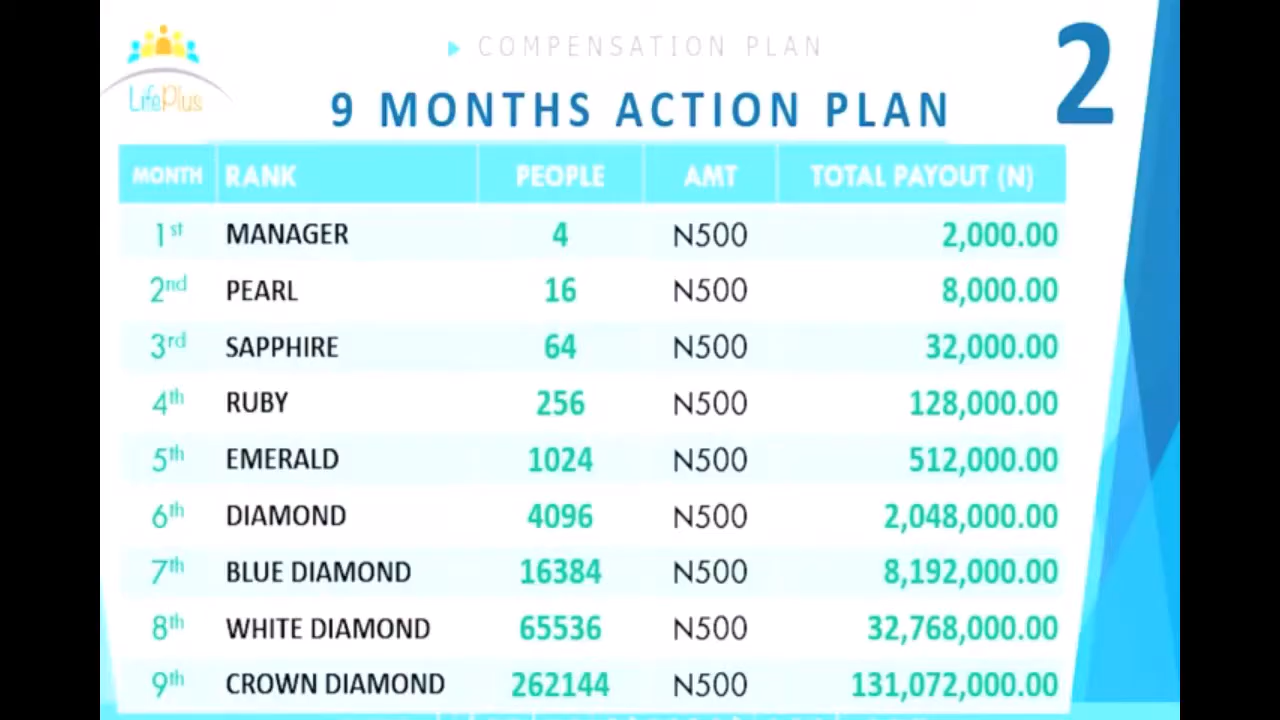 LifePlus
▶ COMPENSATION PLAN
2
9 MONTHS ACTION PLAN
MONTH RANK PEOPLE AMT TOTAL PAYOUT (N)
1st MANAGER 4 N500 2,000.00
2nd PEARL 16 N500 8,000.00
3rd SAPPHIRE 64 N500 32,000.00
4th RUBY 256 N500 128,000.00
5th EMERALD 1024 N500 512,000.00
6th DIAMOND 4096 N500 2,048,000.00
7th BLUE DIAMOND 16384 N500 8,192,000.00
8th WHITE DIAMOND 65536 N500 32,768,000.00
9th CROWN DIAMOND 262144 N500 131,072,000.00